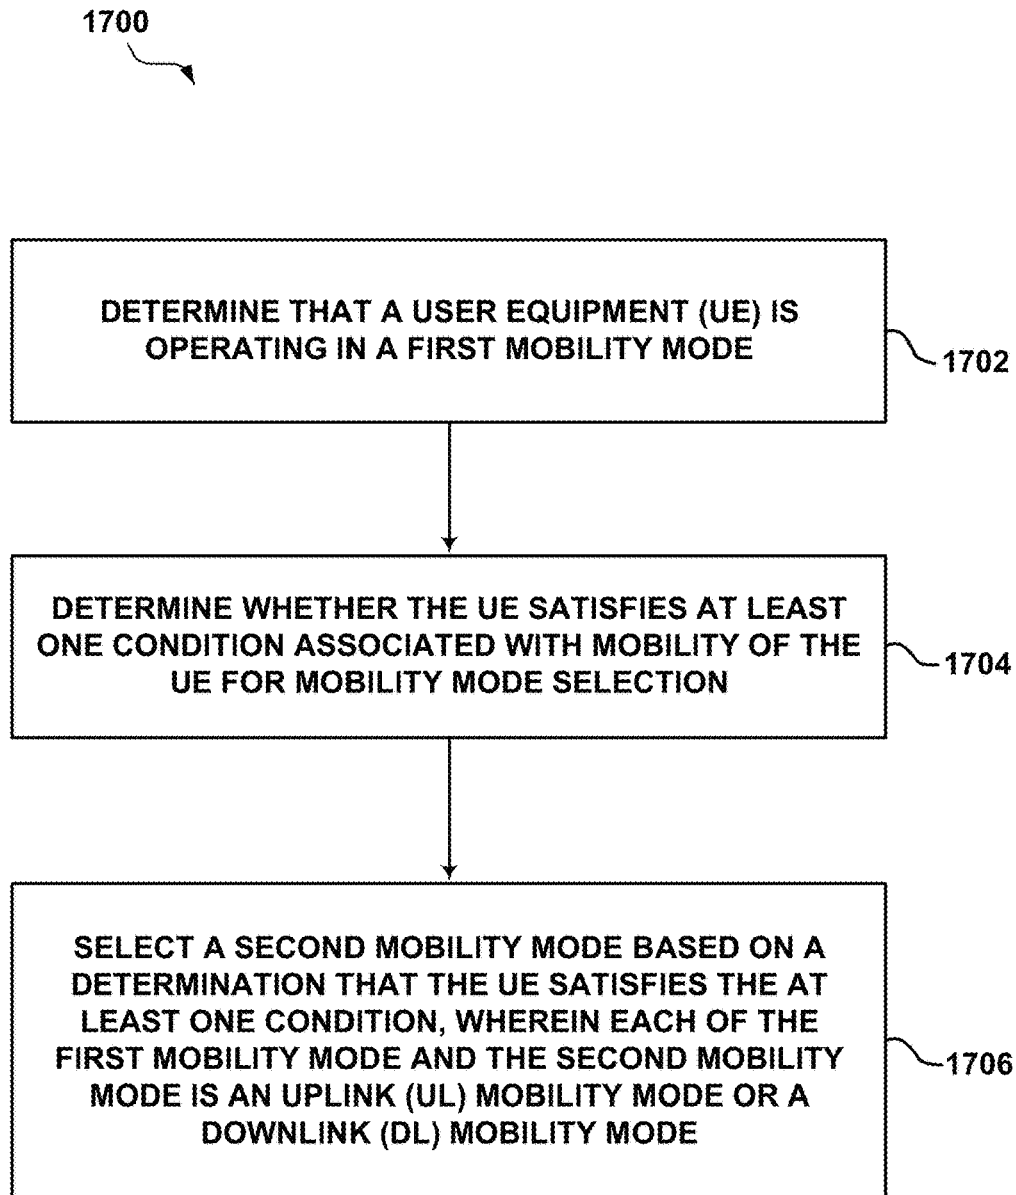 1700
DETERMINE THAT A USER EQUIPMENT (UE) IS
OPERATING IN A FIRST MOBILITY MODE
1702
DETERMINE WHETHER THE UE SATISFIES AT LEAST
ONE CONDITION ASSOCIATED WITH MOBILITY OF THE
UE FOR MOBILITY MODE SELECTION
1704
SELECT A SECOND MOBILITY MODE BASED ON A
DETERMINATION THAT THE UE SATISFIES THE AT
LEAST ONE CONDITION, WHEREIN EACH OF THE
FIRST MOBILITY MODE AND THE SECOND MOBILITY
MODE IS AN UPLINK (UL) MOBILITY MODE OR A
DOWNLINK (DL) MOBILITY MODE
1706